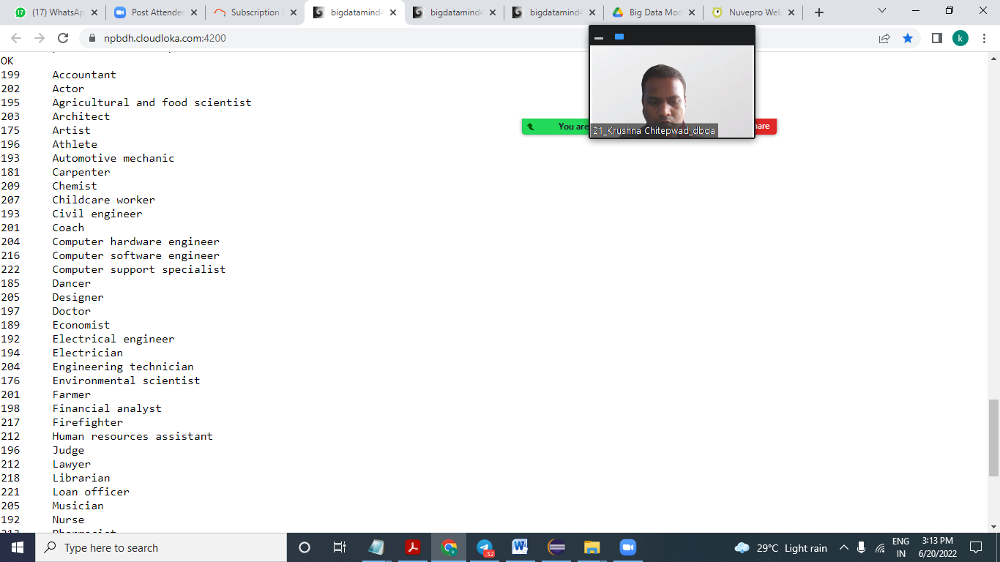 (17) WhatsAp
Post Attende
Subscription
bigdatamind
bigdatamind
bigdatamind
Big Data Mod
Nuvepro Web
npbdh.cloudloka.com:4200
k
OK
199 Accountant
202 Actor
195 Agricultural and food scientist
203 Architect
175 Artist
196 Athlete
193 Automotive mechanic
181 Carpenter
209 Chemist
207 Childcare worker
193 Civil engineer
201 Coach
204 Computer hardware engineer
216 Computer software engineer
222 Computer support specialist
185 Dancer
205 Designer
197 Doctor
189 Economist
192 Electrical engineer
194 Electrician
204 Engineering technician
176 Environmental scientist
201 Farmer
198 Financial analyst
217 Firefighter
212 Human resources assistant
196 Judge
212 Lawyer
218 Librarian
221 Loan officer
205 Musician
192 Nurse
You are
hare
21_Krushna Chitepwad_dbda
Type here to search
52
29°C Light rain
ENG
IN
3:13 PM
6/20/2022